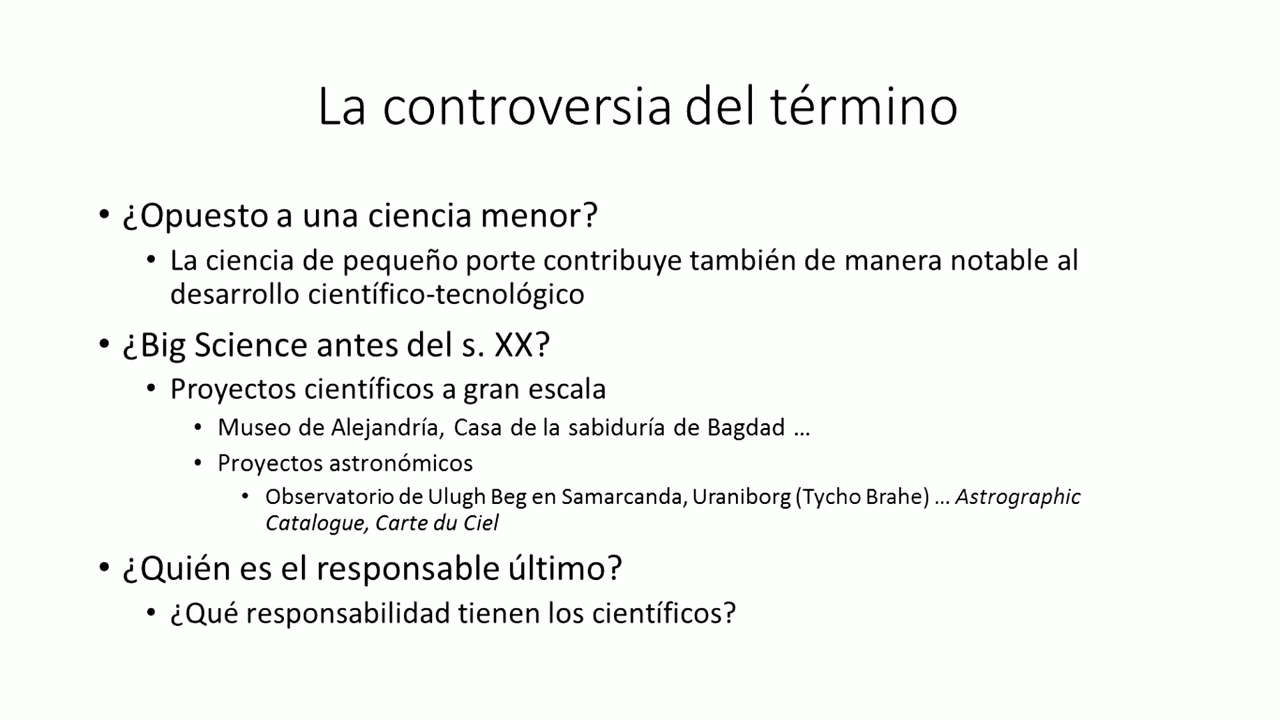 La controversia del término
• ¿Opuesto a una ciencia menor?
• La ciencia de pequeño porte contribuye también de manera notable al
desarrollo científico-tecnológico
• ¿Big Science antes del s. XX?
• Proyectos científicos a gran escala
• Museo de Alejandría, Casa de la sabiduría de Bagdad ...
• Proyectos astronómicos
• Observatorio de Ulugh Beg en Samarcanda, Uraniborg (Tycho Brahe) ... Astrographic
Catalogue, Carte du Ciel
• ¿Quién es el responsable último?
• ¿Qué responsabilidad tienen los científicos?